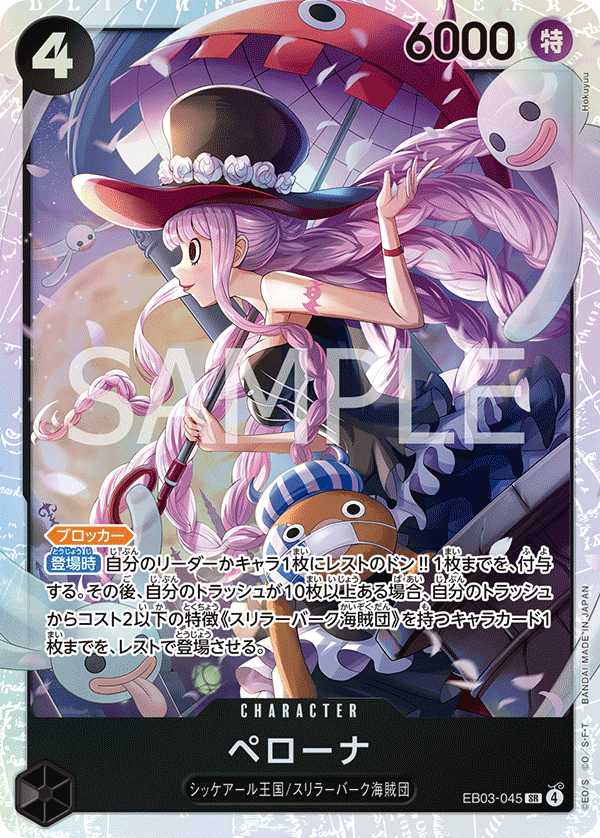 4
6000
特
Hokuyuu
SAMPLE
ブロッカー
登場時 自分のリーダーかキャラ1枚にレストのドン!!1枚までを、付与
する。その後、自分のトラッシュが10枚以上ある場合、自分のトラッシュ
からコスト2以下の特徴《スリラーバーク海賊団》を持つキャラカード1
枚までを、レストで登場させる。
CHARACTER
ペローナ
シッケアール王国/スリラーバーク海賊団
EB03-045 SR 4
©E.O/S ©O/S・F・T BANDAI MADE IN JAPAN